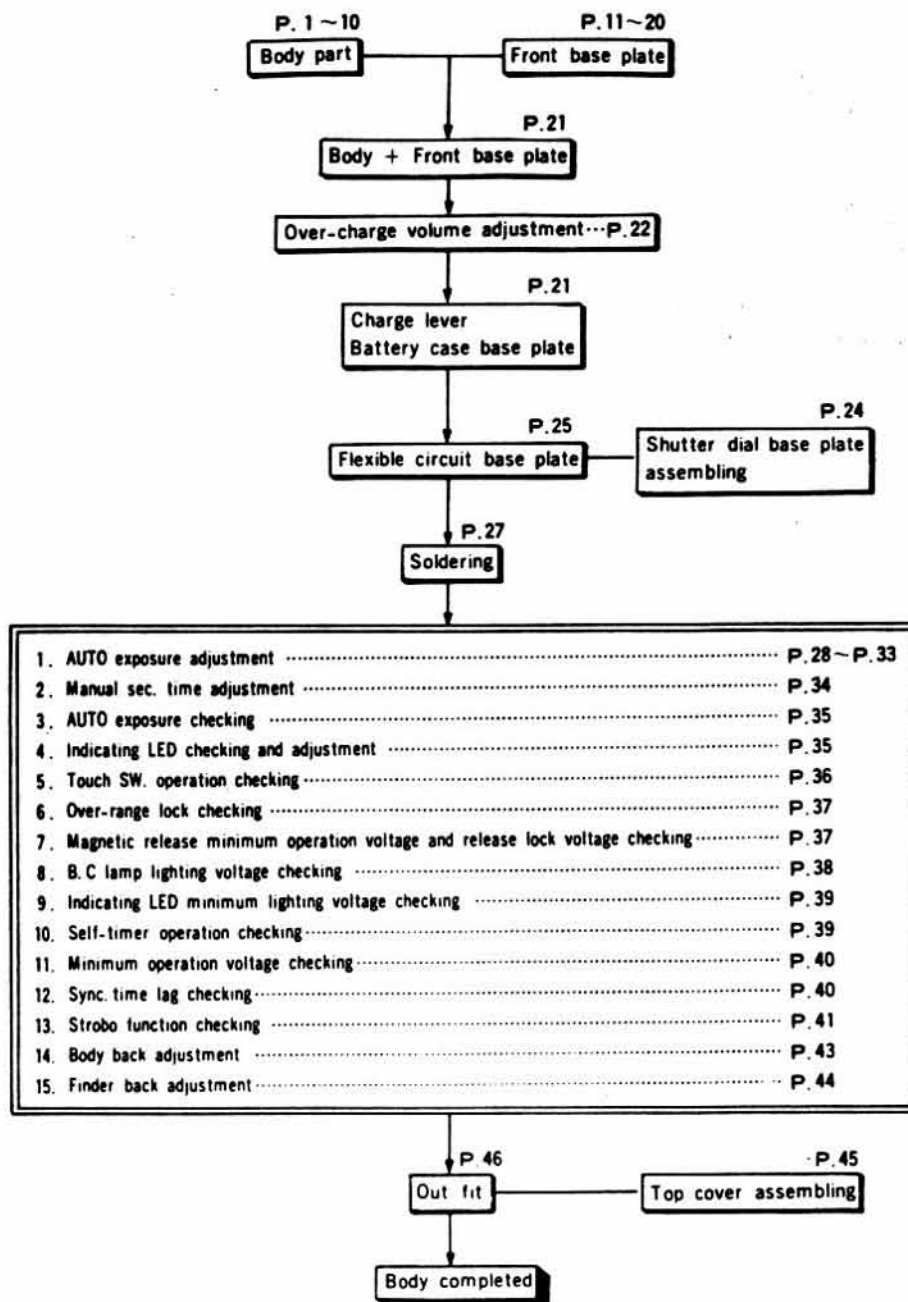 P. 1~10
P.11~20
Body part
Front base plate
P.21
Body + Front base plate
Over-charge volume adjustment···P.22
P.21
Charge lever
Battery case base plate
P.25
P.24
Flexible circuit base plate
Shutter dial base plate
assembling
P.27
Soldering
1. AUTO exposure adjustment ·········· P.28~P.33
2. Manual sec. time adjustment ·········· P.34
3. AUTO exposure checking ·········· P.35
4. Indicating LED checking and adjustment ·········· P.35
5. Touch SW. operation checking ·········· P.36
6. Over-range lock checking ·········· P.37
7. Magnetic release minimum operation voltage and release lock voltage checking ·········· P.37
8. B.C lamp lighting voltage checking ·········· P.38
9. Indicating LED minimum lighting voltage checking ·········· P.39
10. Self-timer operation checking ·········· P.39
11. Minimum operation voltage checking ·········· P.40
12. Sync. time lag checking ·········· P.40
13. Strobo function checking ·········· P.41
14. Body back adjustment ·········· P.43
15. Finder back adjustment ·········· P.44
P.46
P.45
Out fit
Top cover assembling
Body completed